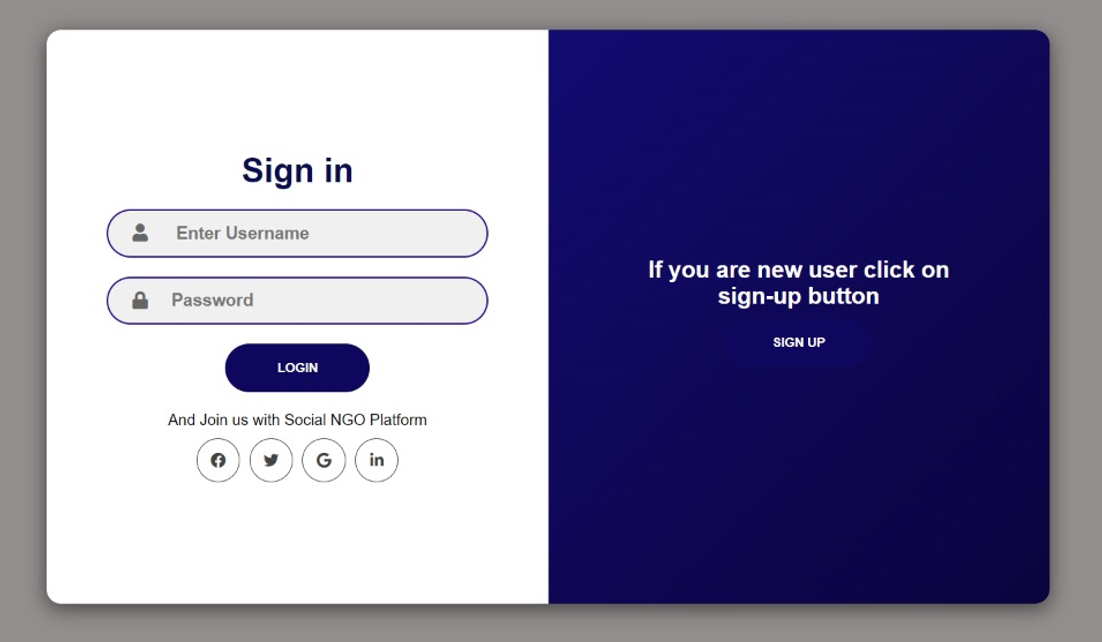 Sign in
Enter Username
Password
LOGIN
And Join us with Social NGO Platform
If you are new user click on
sign-up button
SIGN UP